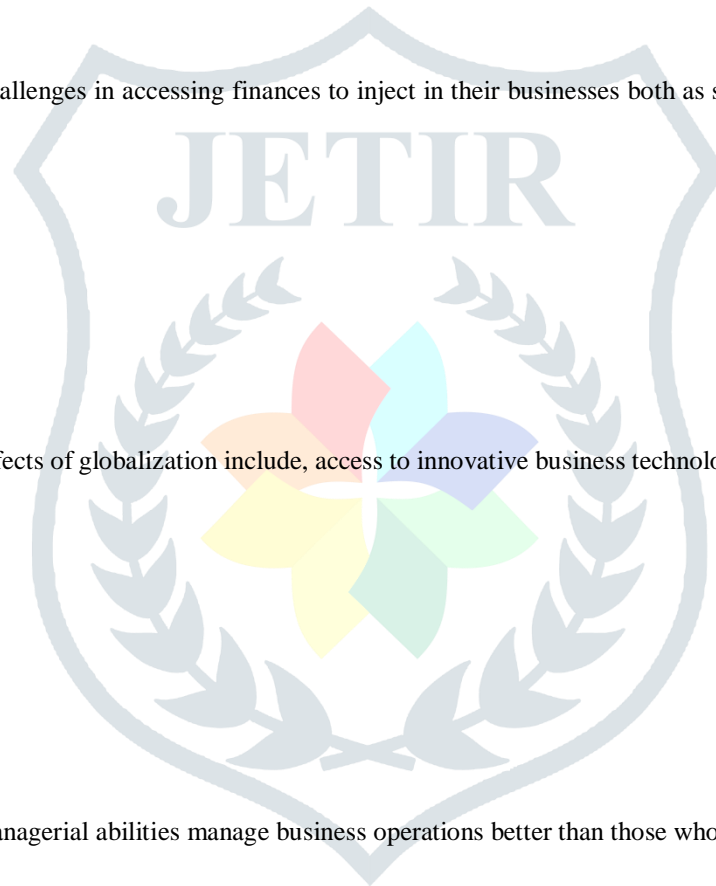 allenges in accessing finances to inject in their businesses both as s
JETIR
fects of globalization include, access to innovative business technolo
anagerial abilities manage business operations better than those who